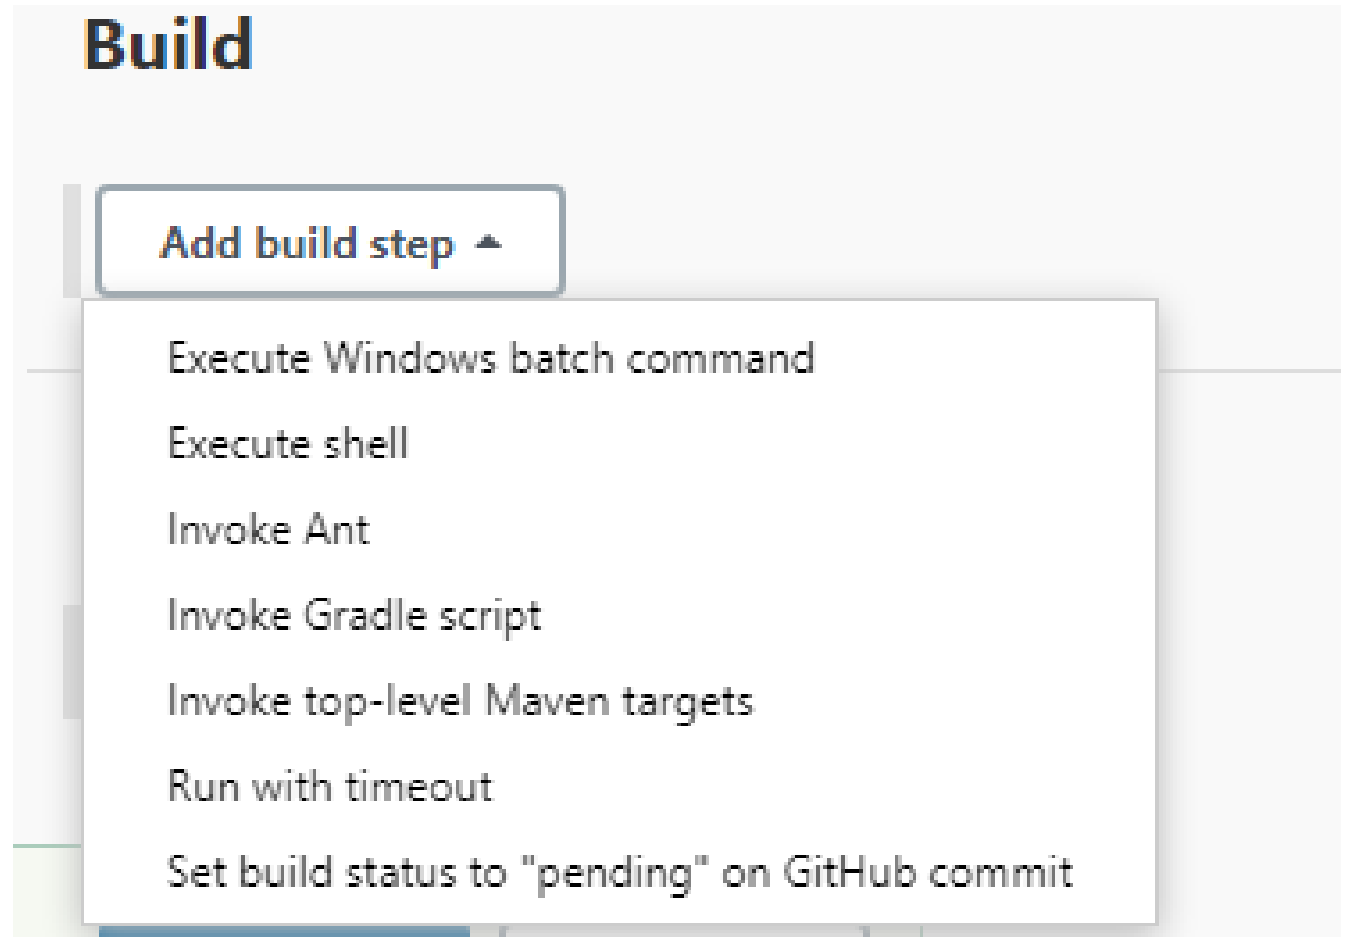 Build
Add build step
Execute Windows batch command
Execute shell
Invoke Ant
Invoke Gradle script
Invoke top-level Maven targets
Run with timeout
Set build status to "pending" on GitHub commit